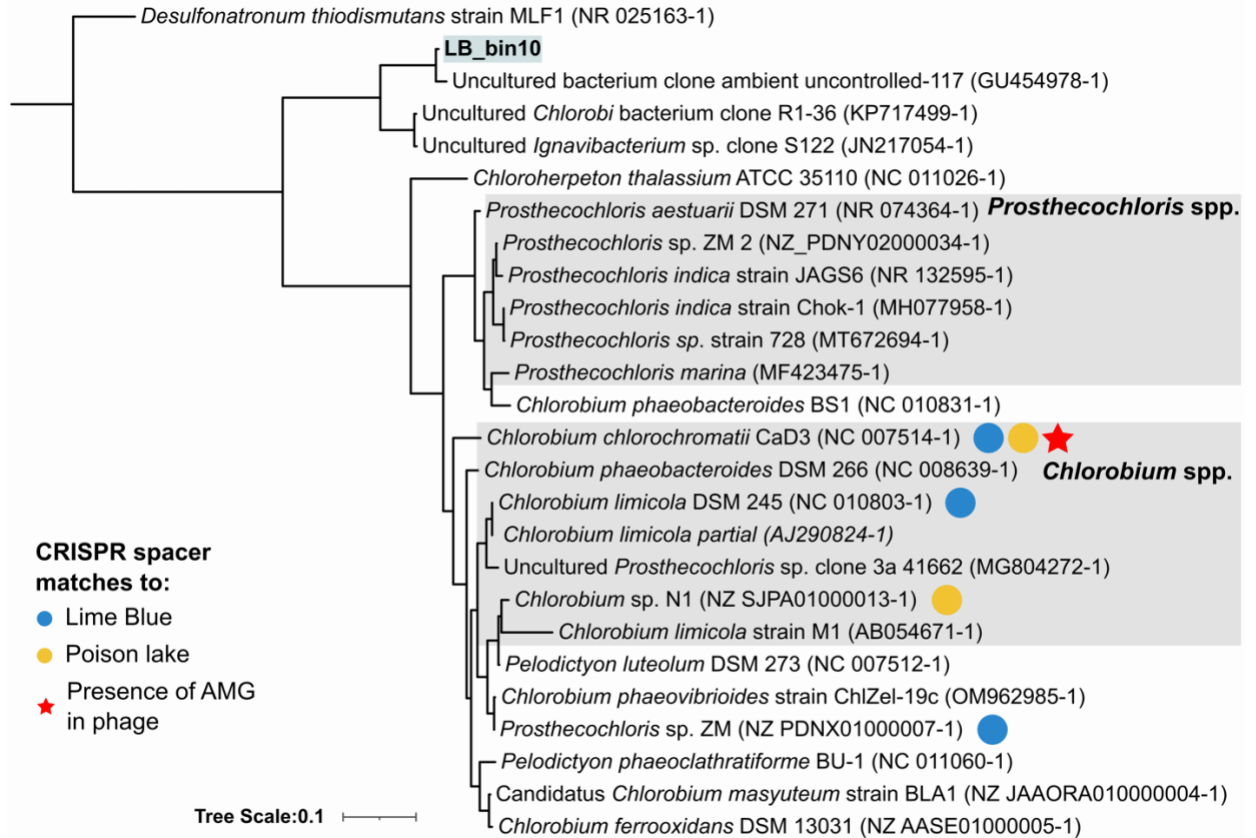 Desulfonatronum thiodismutans strain MLF1 (NR 025163-1)
LB_bin10
Uncultured bacterium clone ambient uncontrolled-117 (GU454978-1)
Uncultured Chlorobi bacterium clone R1-36 (KP717499-1)
Uncultured Ignavibacterium sp. clone S122 (JN217054-1)
Chloroherpeton thalassium ATCC 35110 (NC 011026-1)
Prosthecochloris aestuarii DSM 271 (NR 074364-1) Prosthecochloris spp.
Prosthecochloris sp. ZM 2 (NZ_PDNY02000034-1)
Prosthecochloris indica strain JAGS6 (NR 132595-1)
Prosthecochloris indica strain Chok-1 (MH077958-1)
Prosthecochloris sp. strain 728 (MT672694-1)
Prosthecochloris marina (MF423475-1)
Chlorobium phaeobacteroides BS1 (NC 010831-1)
Chlorobium chlorochromatii CaD3 (NC 007514-1)
Chlorobium phaeobacteroides DSM 266 (NC 008639-1) Chlorobium spp.
Chlorobium limicola DSM 245 (NC 010803-1)
Chlorobium limicola partial (AJ290824-1)
Uncultured Prosthecochloris sp. clone 3a 41662 (MG804272-1)
Chlorobium sp. N1 (NZ SJPA01000013-1)
Chlorobium limicola strain M1 (AB054671-1)
Pelodictyon luteolum DSM 273 (NC 007512-1)
Chlorobium phaeovibrioides strain ChlZel-19c (OM962985-1)
Prosthecochloris sp. ZM (NZ PDNX01000007-1)
Pelodictyon phaeoclathratiforme BU-1 (NC 011060-1)
Candidatus Chlorobium masyuteum strain BLA1 (NZ JAAORA010000004-1)
Chlorobium ferrooxidans DSM 13031 (NZ AASE01000005-1)
CRISPR spacer
matches to:
Lime Blue
Poison lake
Presence of AMG
in phage
Tree Scale:0.1